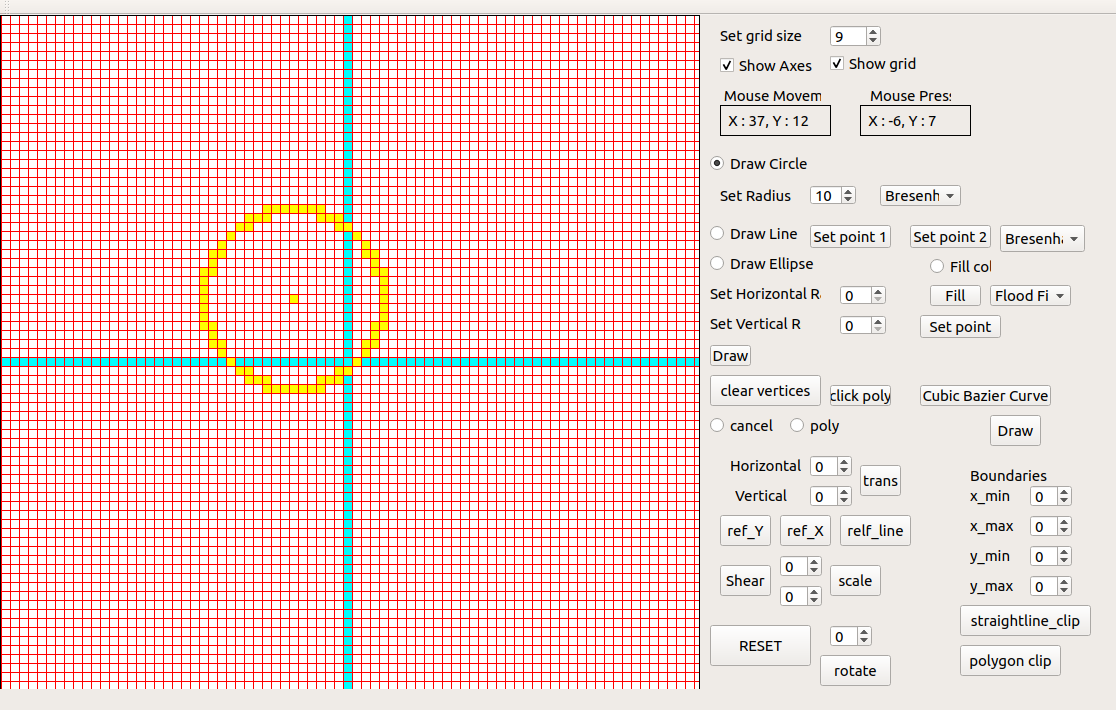 Set grid size 9
Show Axes Show grid
Mouse Movem Mouse Pres
X : 37, Y : 12 X : -6, Y : 7
Draw Circle
Set Radius 10 Bresenh
Draw Line Set point 1 Set point 2 Bresenha
Draw Ellipse Fill col
Set Horizontal R 0 Fill Flood Fi
Set Vertical R 0 Set point
Draw
clear vertices click poly Cubic Bazier Curve
cancel poly Draw
Horizontal 0 trans Boundaries
Vertical 0 x_min 0
ref_Y ref_X relf_line x_max 0
0 y_min 0
Shear scale y_max 0
0 straightline_clip
RESET 0 polygon clip
rotate